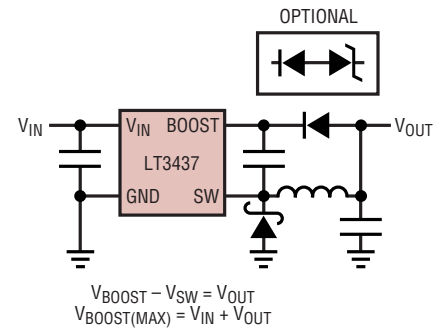 OPTIONAL
V_IN V_IN BOOST V_OUT
LT3437
GND SW
V_BOOST – V_SW = V_OUT
V_BOOST(MAX) = V_IN + V_OUT